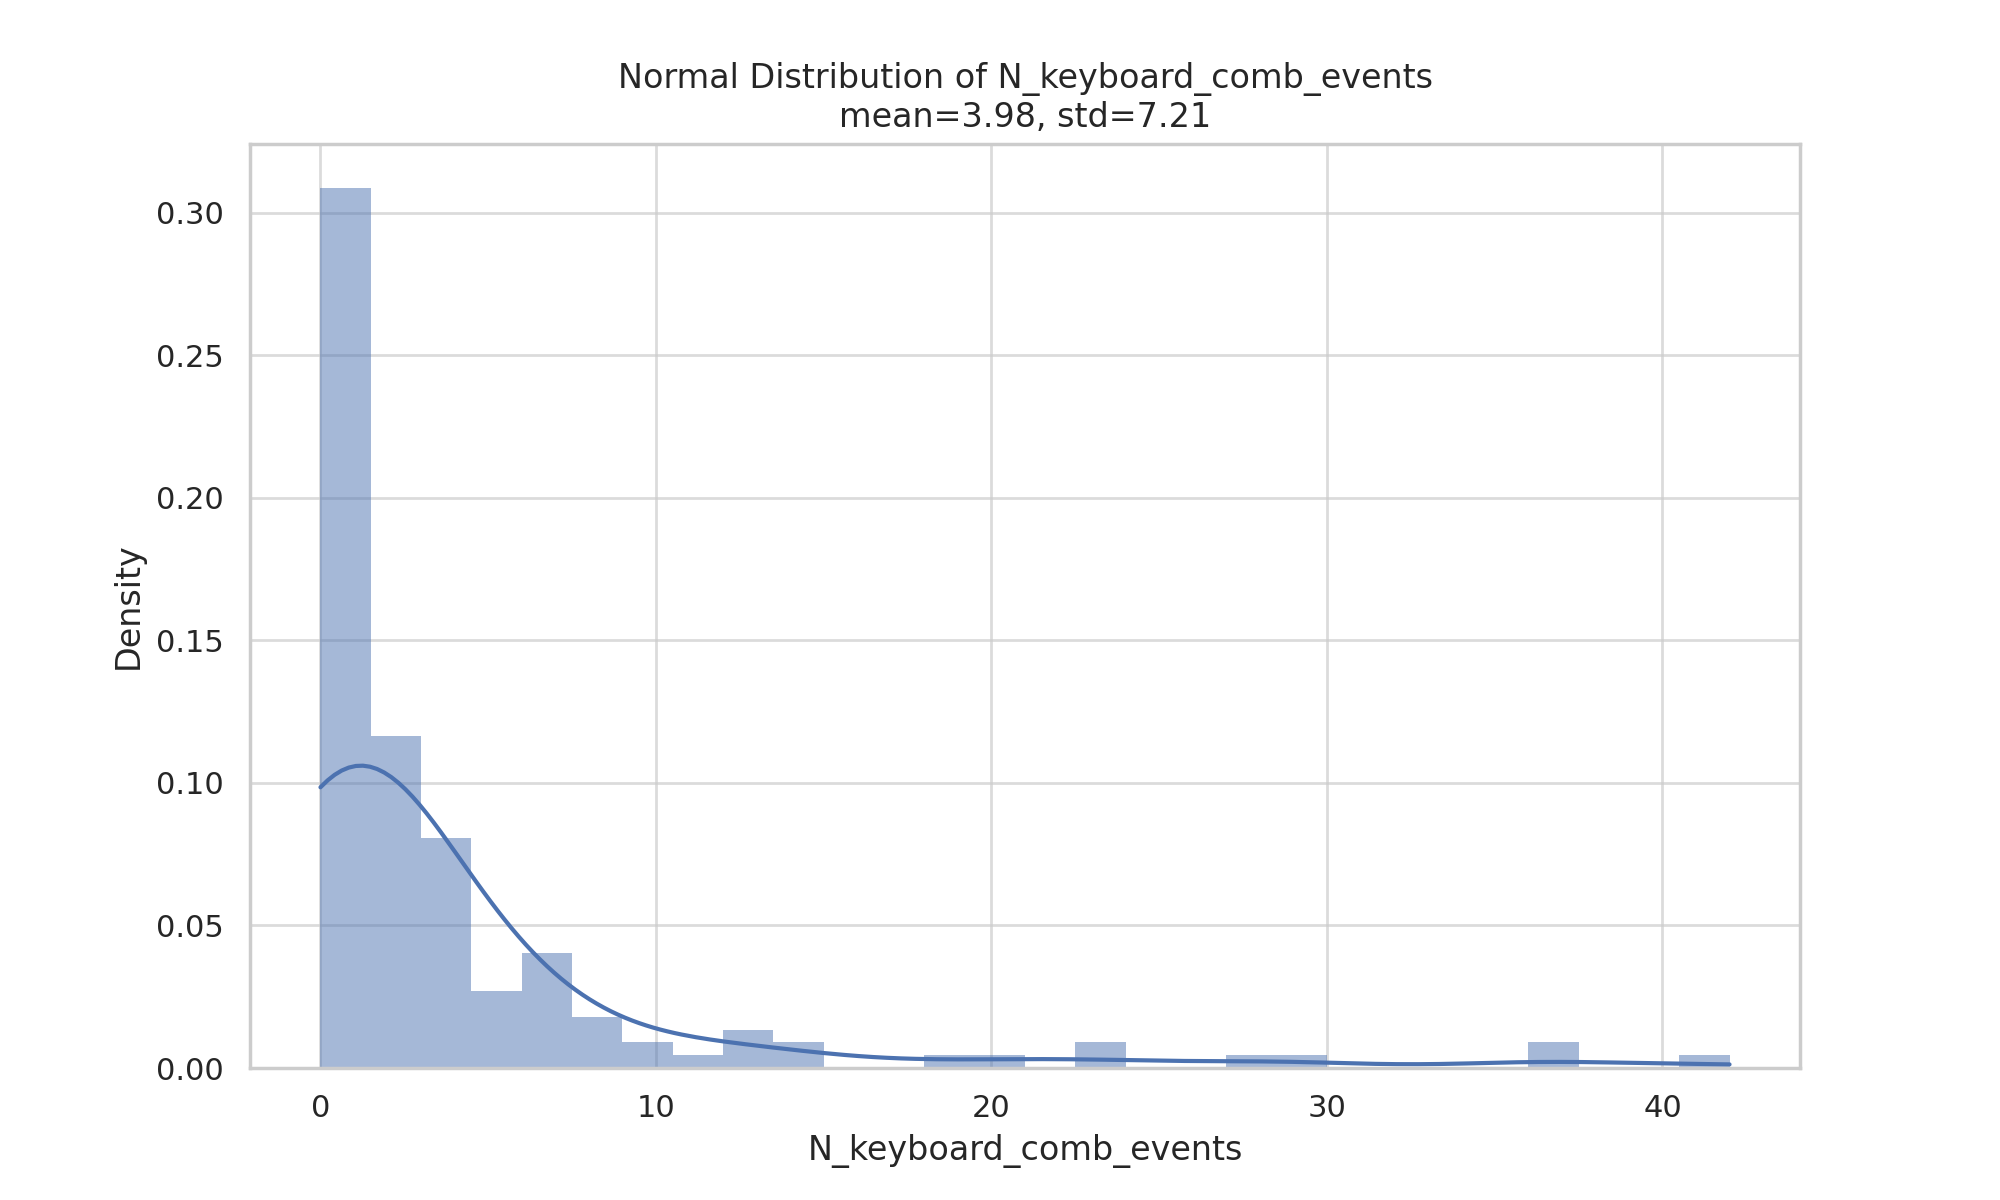 Normal Distribution of N_keyboard_comb_events
mean=3.98, std=7.21
0.30
0.25
0.20
0.15
0.10
0.05
0.00
Density
0 10 20 30 40
N_keyboard_comb_events